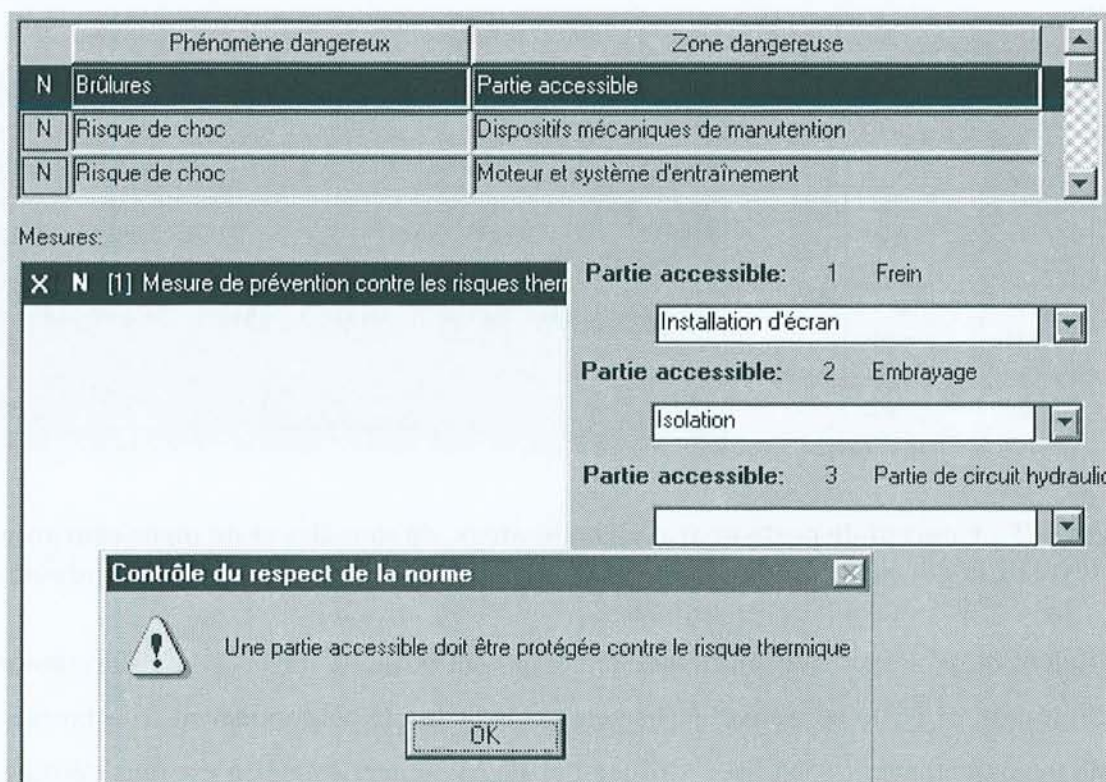 Phénomène dangereux Zone dangereuse
N Brûlures Partie accessible
N Risque de choc Dispositifs mécaniques de manutention
N Risque de choc Moteur et système d'entraînement
Mesures:
X N [1] Mesure de prévention contre les risques therm
Partie accessible: 1 Frein
Installation d'écran
Partie accessible: 2 Embrayage
Isolation
Partie accessible: 3 Partie de circuit hydraulic
Contrôle du respect de la norme
Une partie accessible doit être protégée contre le risque thermique
OK